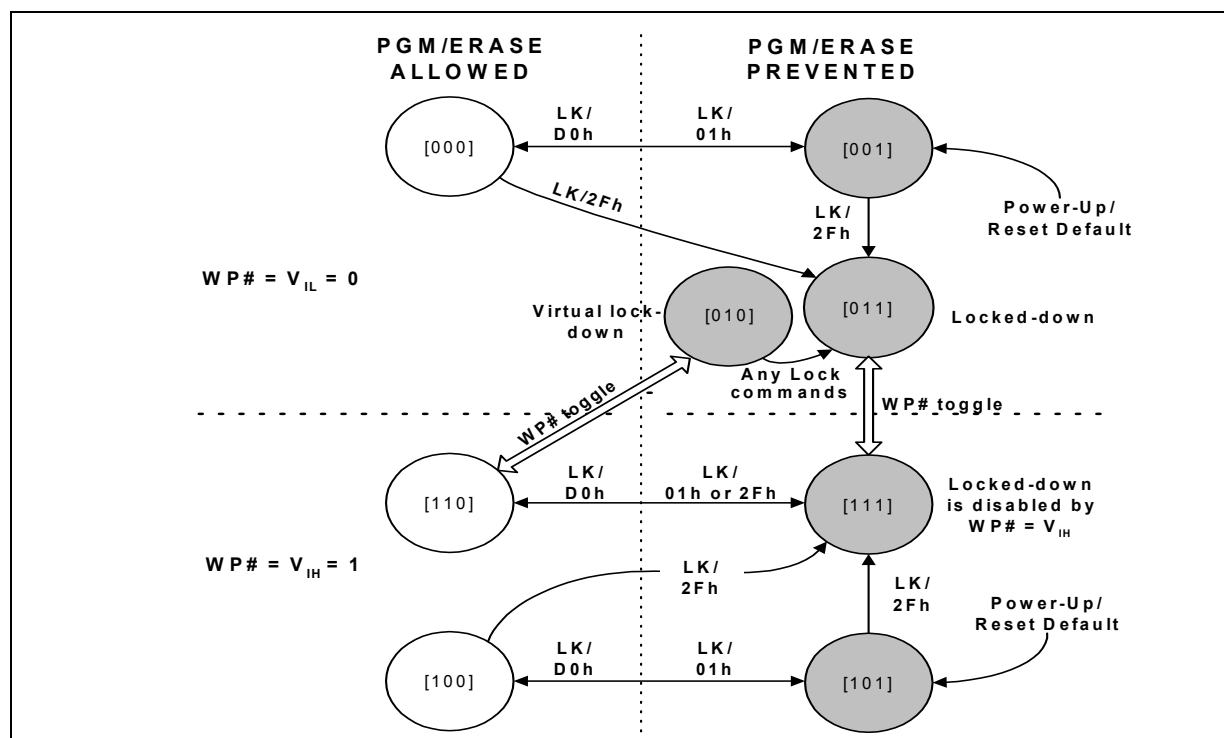 PGM/ERASE
ALLOWED
PGM/ERASE
PREVENTED
[000]
LK/
D0h
LK/
01h
[001]
LK/2Fh
LK/
2Fh
Power-Up/
Reset Default
WP# = VIL = 0
Virtual lock-
down
[010]
[011]
Locked-down
Any Lock
commands
WP# toggle
WP# toggle
[110]
LK/
D0h
LK/
01h or 2Fh
[111]
Locked-down
is disabled by
WP# = VIH
WP# = VIH = 1
LK/
2Fh
LK/
2Fh
Power-Up/
Reset Default
[100]
LK/
D0h
LK/
01h
[101]